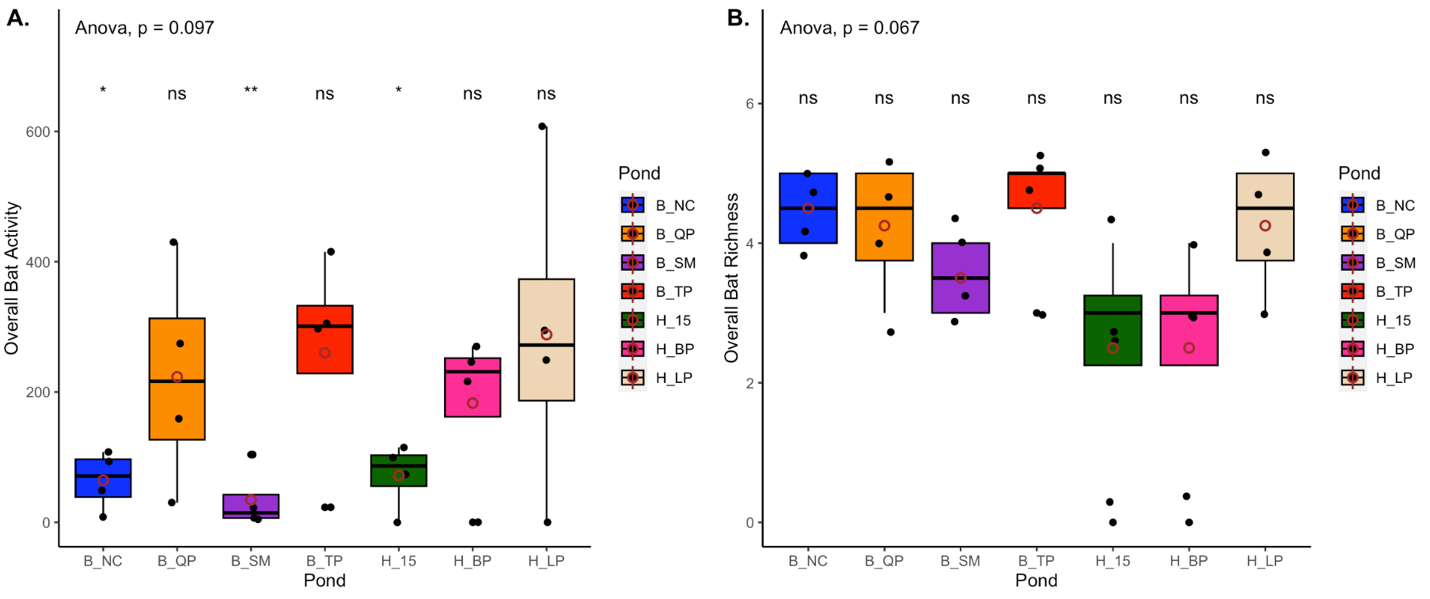 A.
Anova, p = 0.097
* ns ** ns * ns ns
600
400
200
0
Overall Bat Activity
B_NC B_QP B_SM B_TP H_15 H_BP H_LP
Pond
Pond
B_NC
B_QP
B_SM
B_TP
H_15
H_BP
H_LP
B.
Anova, p = 0.067
ns ns ns ns ns ns ns
6
4
2
0
Overall Bat Richness
B_NC B_QP B_SM B_TP H_15 H_BP H_LP
Pond
Pond
B_NC
B_QP
B_SM
B_TP
H_15
H_BP
H_LP